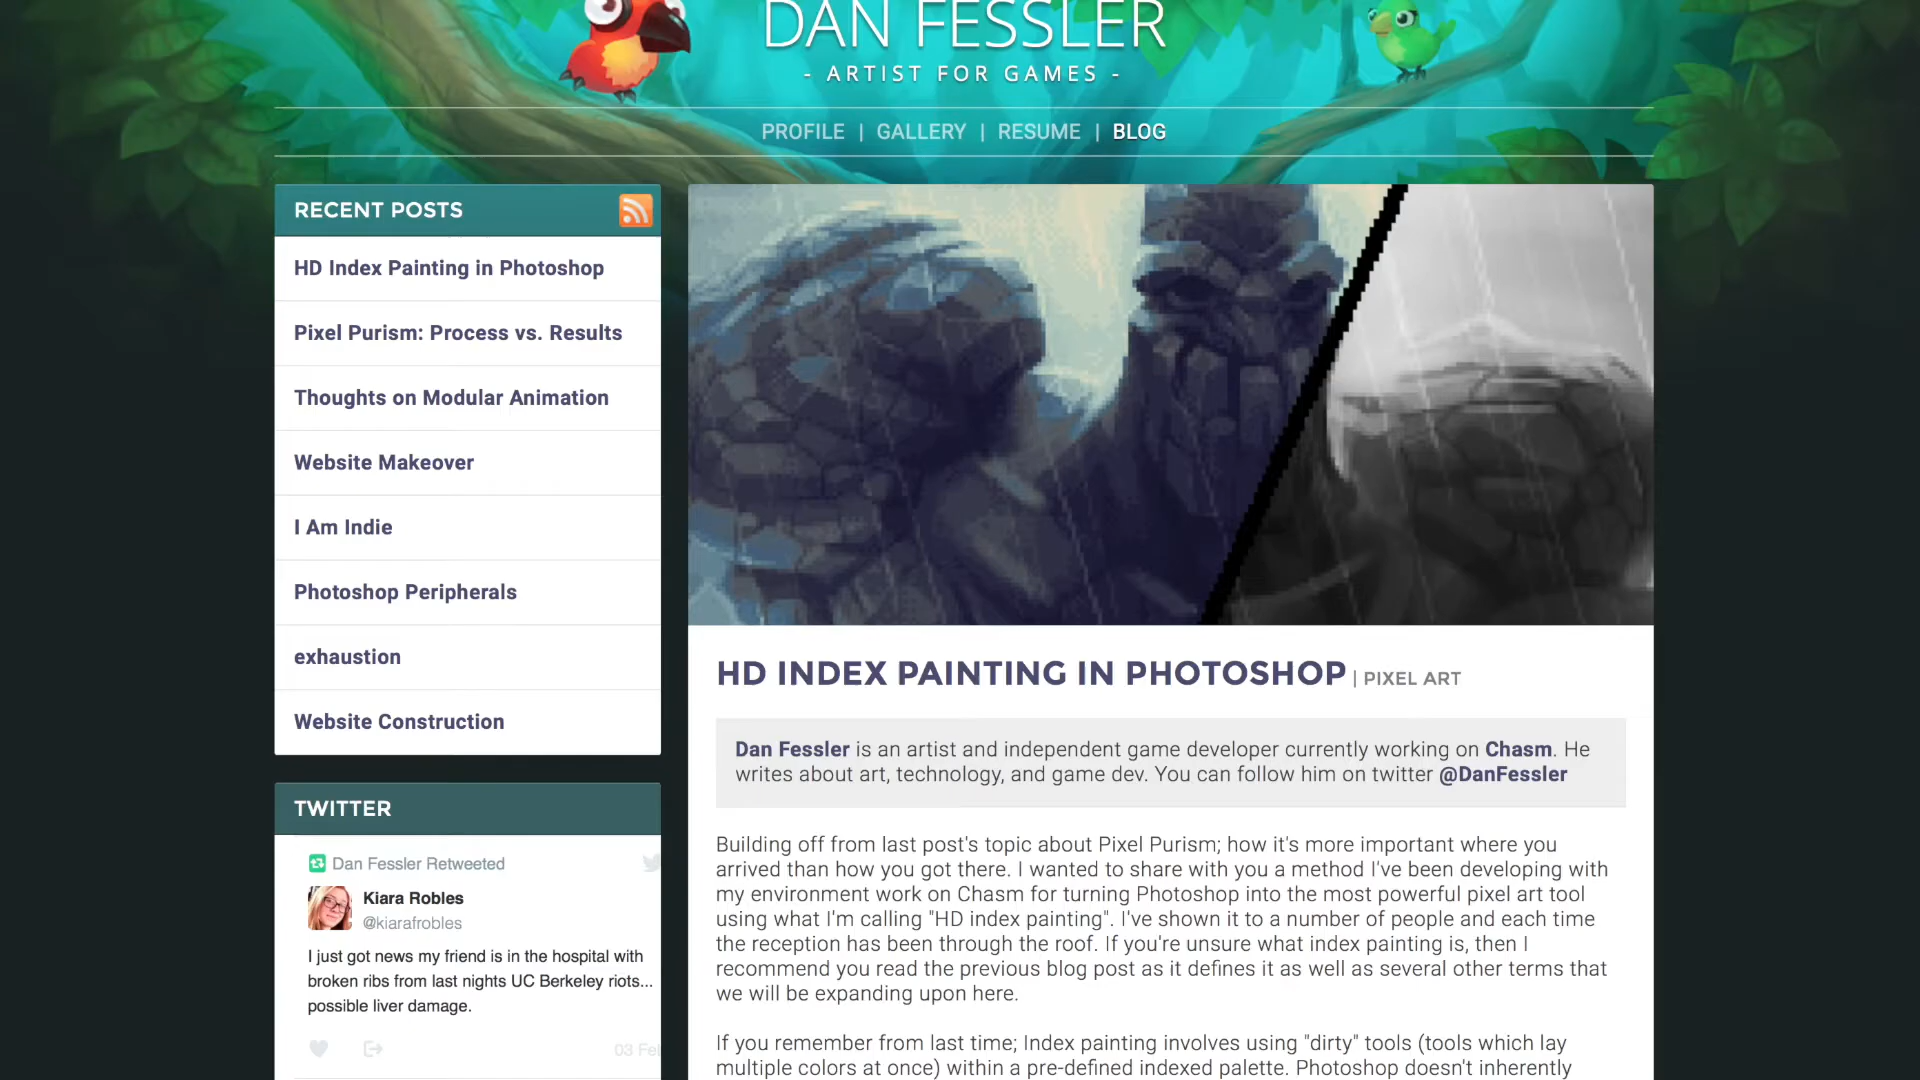 DAN FESSLER
- ARTIST FOR GAMES -
PROFILE | GALLERY | RESUME | BLOG
RECENT POSTS
HD Index Painting in Photoshop
Pixel Purism: Process vs. Results
Thoughts on Modular Animation
Website Makeover
I Am Indie
Photoshop Peripherals
exhaustion
Website Construction
TWITTER
Dan Fessler Retweeted
Kiara Robles
@kiarafrobles
I just got news my friend is in the hospital with
broken ribs from last nights UC Berkeley riots...
possible liver damage.
03 Feb
HD INDEX PAINTING IN PHOTOSHOP | PIXEL ART
Dan Fessler is an artist and independent game developer currently working on Chasm. He
writes about art, technology, and game dev. You can follow him on twitter @DanFessler
Building off from last post's topic about Pixel Purism; how it's more important where you
arrived than how you got there. I wanted to share with you a method I've been developing with
my environment work on Chasm for turning Photoshop into the most powerful pixel art tool
using what I'm calling "HD index painting". I've shown it to a number of people and each time
the reception has been through the roof. If you're unsure what index painting is, then I
recommend you read the previous blog post as it defines it as well as several other terms that
we will be expanding upon here.
If you remember from last time; Index painting involves using "dirty" tools (tools which lay
multiple colors at once) within a pre-defined indexed palette. Photoshop doesn't inherently